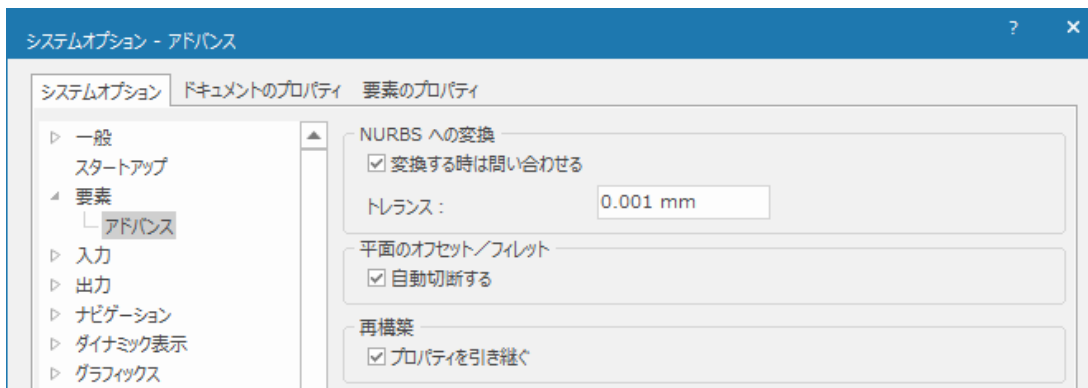 システムオプション - アドバンス
? ×
システムオプション ドキュメントのプロパティ 要素のプロパティ
一般
スタートアップ
要素
アドバンス
入力
出力
ナビゲーション
ダイナミック表示
グラフィックス
NURBS への変換
変換する時は問い合わせる
トレランス : 0.001 mm
平面のオフセット/フィレット
自動切断する
再構築
プロパティを引き継ぐ